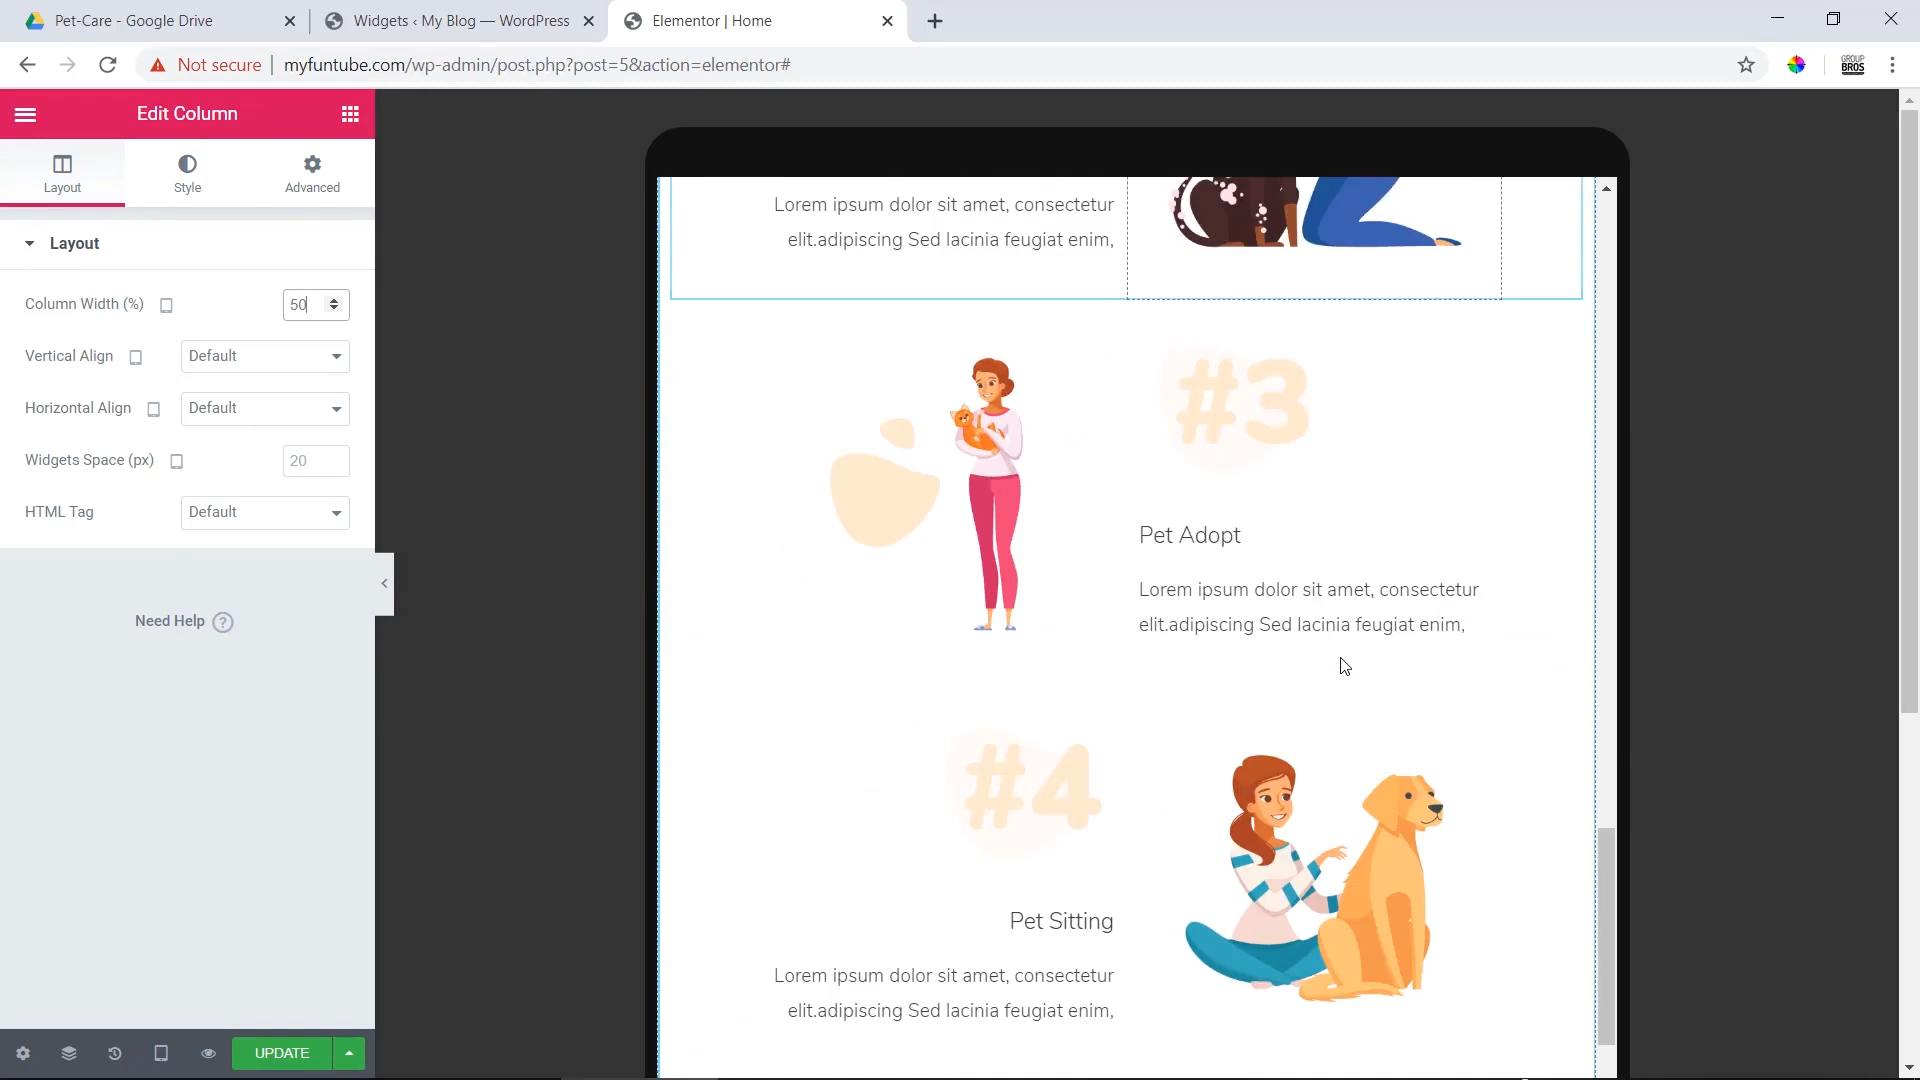 Pet-Care - Google Drive
Widgets ‹ My Blog — WordPress
Elementor | Home
Not secure
myfuntube.com/wp-admin/post.php?post=5&action=elementor#
GROUP
BROS
Edit Column
Layout
Style
Advanced
Layout
Column Width (%)
50
Vertical Align
Default
Horizontal Align
Default
Widgets Space (px)
20
HTML Tag
Default
Need Help ?
UPDATE
Lorem ipsum dolor sit amet, consectetur
elit.adipiscing Sed lacinia feugiat enim,
#3
Pet Adopt
Lorem ipsum dolor sit amet, consectetur
elit.adipiscing Sed lacinia feugiat enim,
#4
Pet Sitting
Lorem ipsum dolor sit amet, consectetur
elit.adipiscing Sed lacinia feugiat enim,